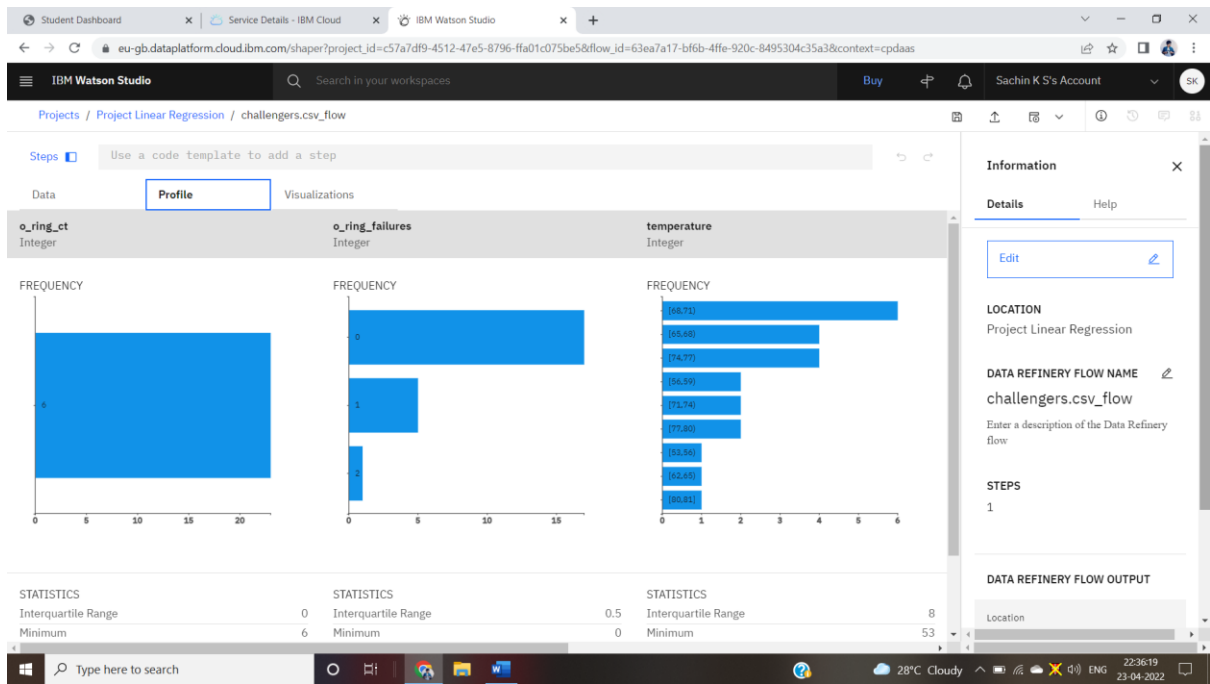 Student Dashboard
Service Details - IBM Cloud
IBM Watson Studio
eu-gb.dataplatform.cloud.ibm.com/shaper?project_id=c57a7df9-4512-47e5-8796-ffa01c075be5&flow_id=63ea7a17-bf6b-4ffe-920c-8495304c35a3&context=cpdaas
IBM Watson Studio
Search in your workspaces
Buy
Sachin K S's Account
SK
Projects / Project Linear Regression / challengers.csv_flow
Steps
Use a code template to add a step
Data
Profile
Visualizations
o_ring_ct
Integer
FREQUENCY
6
0 5 10 15 20
STATISTICS
Interquartile Range 0
Minimum 6
o_ring_failures
Integer
FREQUENCY
0
1
2
0 5 10 15
STATISTICS
Interquartile Range 0.5
Minimum 0
temperature
Integer
FREQUENCY
[68,71)
[65,68)
[74,77)
[56,59)
[71,74)
[77,80)
[53,56)
[62,65)
[80,81]
0 1 2 3 4 5 6
STATISTICS
Interquartile Range 8
Minimum 53
Information
Details
Help
Edit
LOCATION
Project Linear Regression
DATA REFINERY FLOW NAME
challengers.csv_flow
Enter a description of the Data Refinery
flow
STEPS
1
DATA REFINERY FLOW OUTPUT
Location
Type here to search
28°C Cloudy
ENG
22:36:19
23-04-2022